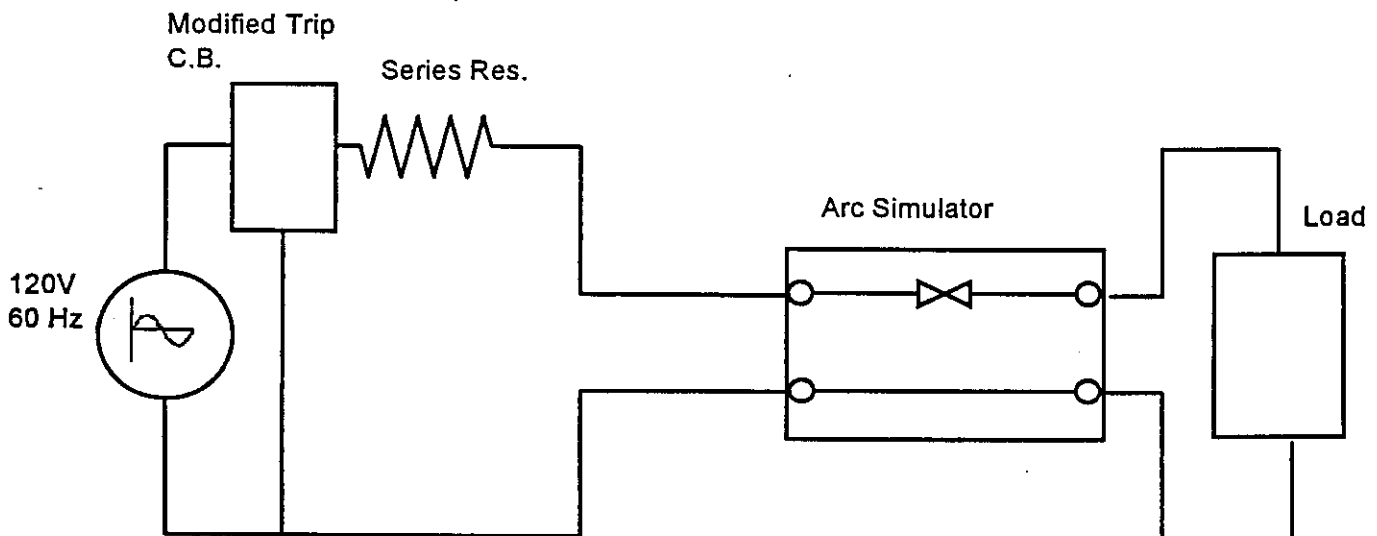 Modified Trip
C.B.
Series Res.
Arc Simulator
Load
120V
60 Hz